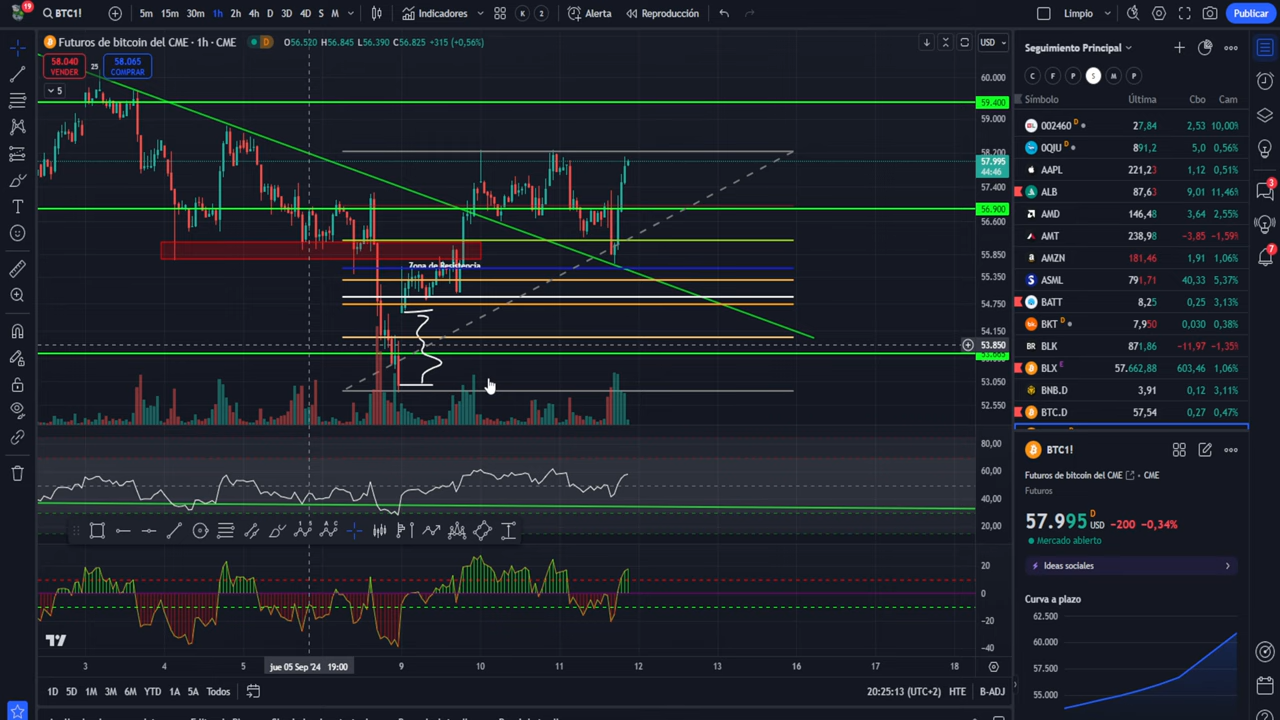 19
BTC1!
5m 15m 30m 1h 2h 4h D 3D 4D S M
Indicadores
K 2
Alerta
Reproducción
Limpio
Publicar
Futuros de bitcoin del CME · 1h · CME D O56.520 H56.845 L56.390 C56.825 +315 (+0,56%)
USD
58.040
VENDER
25
58.065
COMPRAR
5
60.000
59.400
59.000
58.200
57.995
44:46
57.400
56.900
56.600
55.850
55.350
54.750
54.150
53.850
53.050
52.550
Zona de Resistencia
80,00
60,00
40,00
20,00
20
0
−20
−40
3 4 5 jue 05 Sep '24 19:00 9 10 11 12 13 16 17 18
1D 5D 1M 3M 6M YTD 1A 5A Todos
20:25:13 (UTC+2) HTE B-ADJ
Seguimiento Principal
C F P S M P
Símbolo Última Cbo Cam
002460 D 27,84 2,53 10,00%
0QIU D 891,2 5,0 0,56%
AAPL 221,23 1,12 0,51%
ALB 87,63 9,01 11,46%
AMD 146,48 3,64 2,55%
AMT 238,98 −3,85 −1,59%
AMZN 181,46 1,91 1,06%
ASML 791,71 40,33 5,37%
BATT 8,25 0,25 3,13%
BKT D 7,950 0,030 0,38%
BLK 871,86 −11,97 −1,35%
BLX E 57.662,88 603,46 1,06%
BNB.D 3,91 0,12 3,11%
BTC.D 57,54 0,27 0,47%
BTC1!
Futuros de bitcoin del CME · CME
Futuros
57.995 D USD −200 −0,34%
Mercado abierto
Ideas sociales
Curva a plazo
62.500
60.000
57.500
55.000
3
7